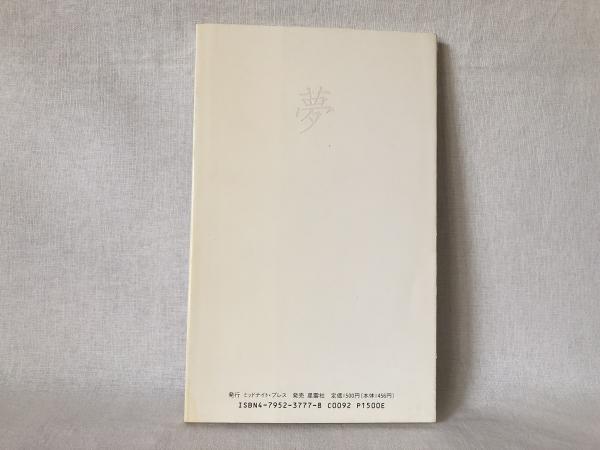 夢
発行 ミッドナイト・プレス 発売 星雲社 定価1500円[本体1456円]
ISBN4-7952-3777-8 C0092 P1500E